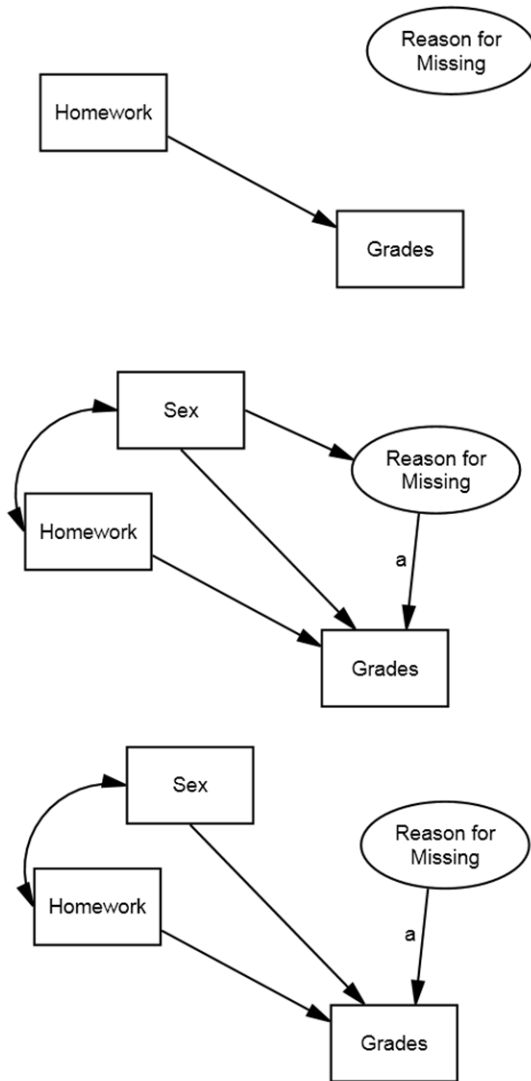 Reason for
Missing
Homework
Grades
Sex
Reason for
Missing
Homework
a
Grades
Sex
Reason for
Missing
Homework
a
Grades